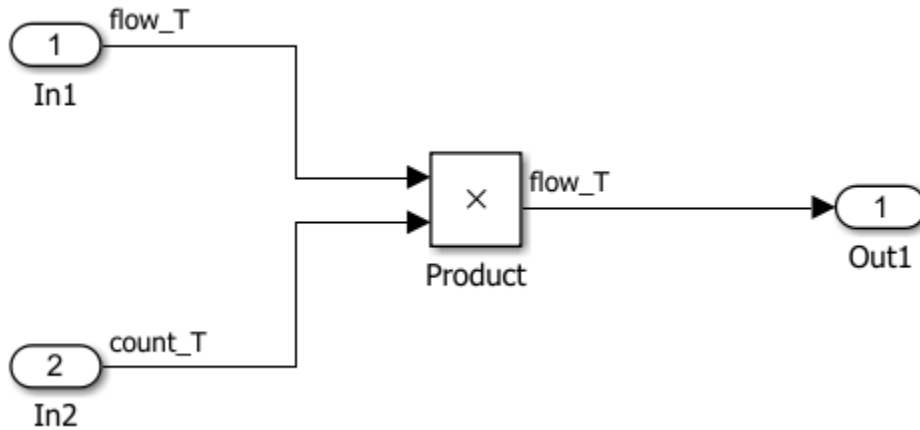 flow_T
1
In1
flow_T
×
Product
1
Out1
count_T
2
In2